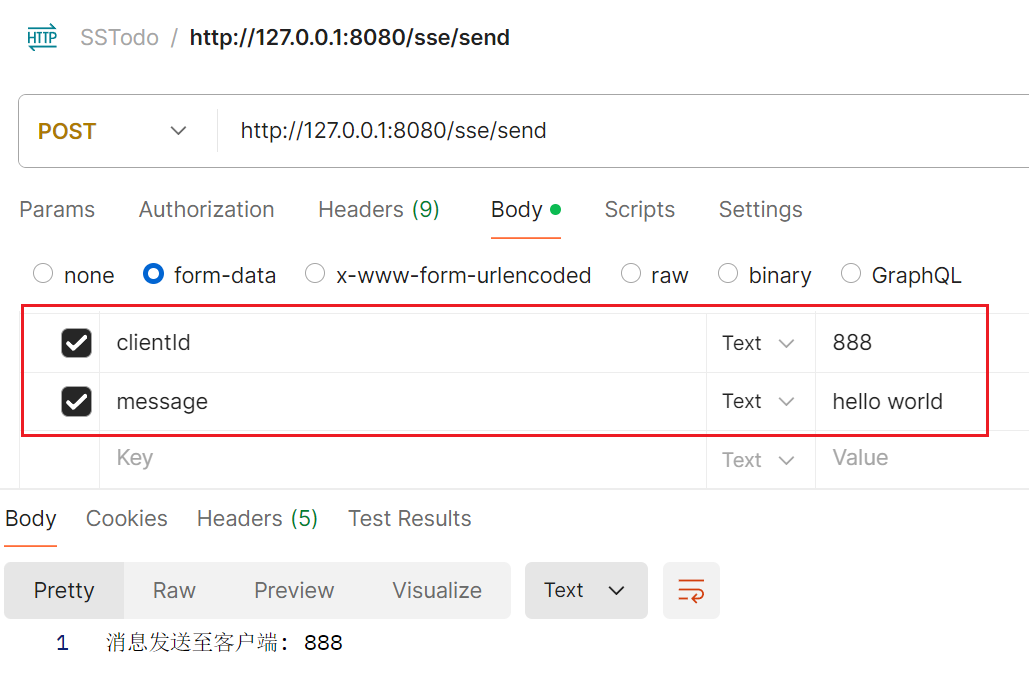 HTTP SSTodo / http://127.0.0.1:8080/sse/send
POST http://127.0.0.1:8080/sse/send
Params Authorization Headers (9) Body Scripts Settings
none form-data x-www-form-urlencoded raw binary GraphQL
clientId Text 888
message Text hello world
Key Text Value
Body Cookies Headers (5) Test Results
Pretty Raw Preview Visualize Text
1 消息发送至客户端: 888